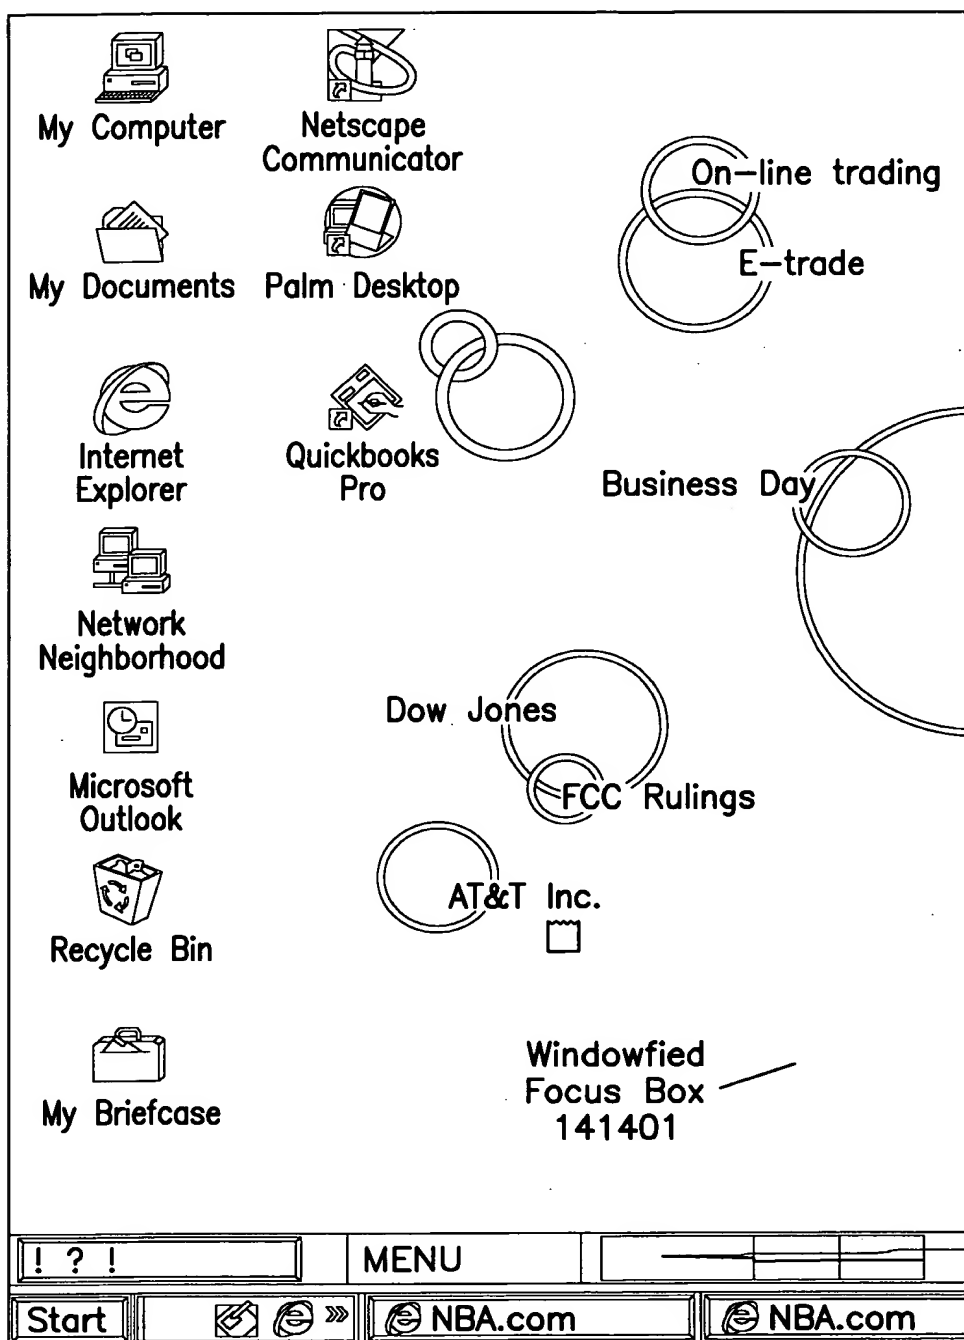 My Computer
Netscape
Communicator
On-line trading
E-trade
My Documents
Palm Desktop
Internet
Explorer
Quickbooks
Pro
Business Day
Network
Neighborhood
Dow Jones
Microsoft
Outlook
FCC Rulings
AT&T Inc.
Recycle Bin
Windowfied
Focus Box
141401
My Briefcase
! ? !
MENU
Start
NBA.com
NBA.com